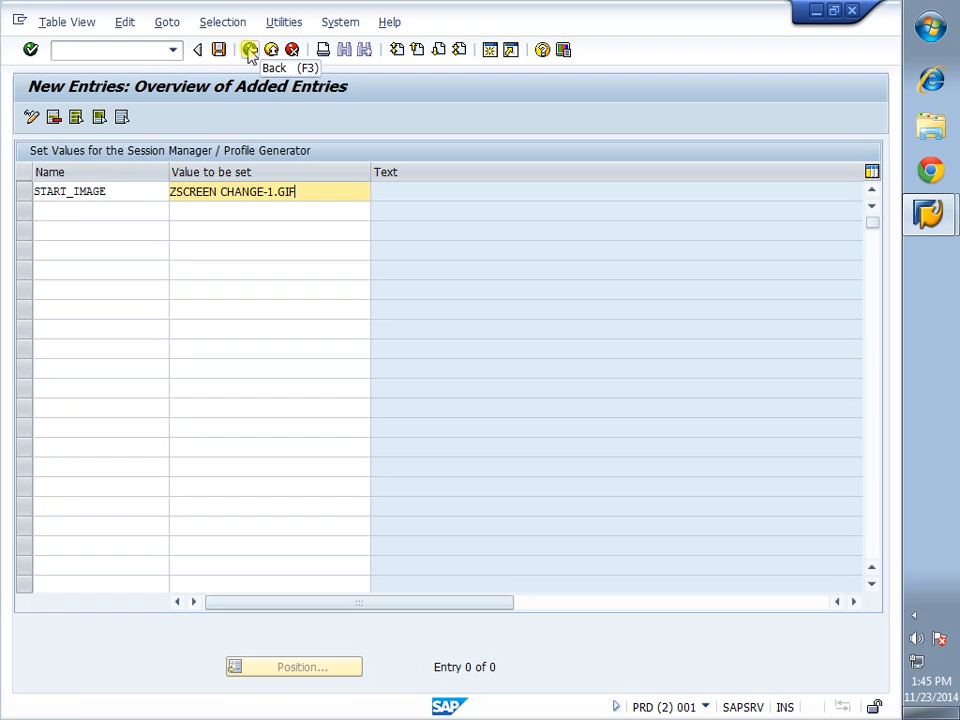 Table View Edit Goto Selection Utilities System Help
Back (F3)
New Entries: Overview of Added Entries
Set Values for the Session Manager / Profile Generator
Name Value to be set Text
START_IMAGE ZSCREEN CHANGE-1.GIF
Position... Entry 0 of 0
SAP PRD (2) 001 SAPSRV INS
1:45 PM
11/23/2014